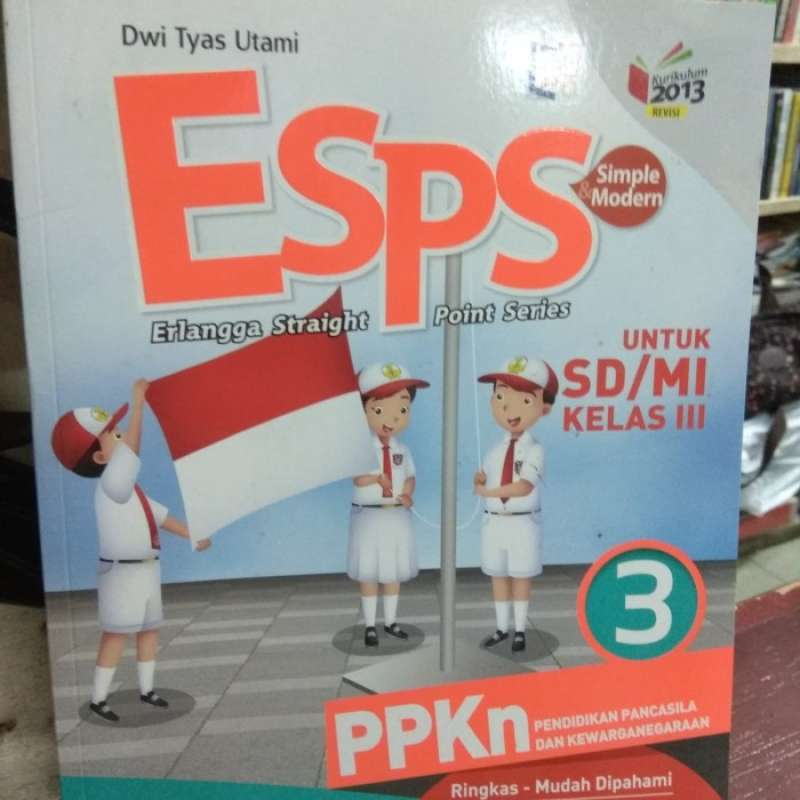 Dwi Tyas Utami
Kurikulum
2013
REVISI
ESPS
Simple
& Modern
Erlangga Straight Point Series
UNTUK
SD/MI
KELAS III
3
PPKn
PENDIDIKAN PANCASILA
DAN KEWARGANEGARAAN
Ringkas - Mudah Dipahami